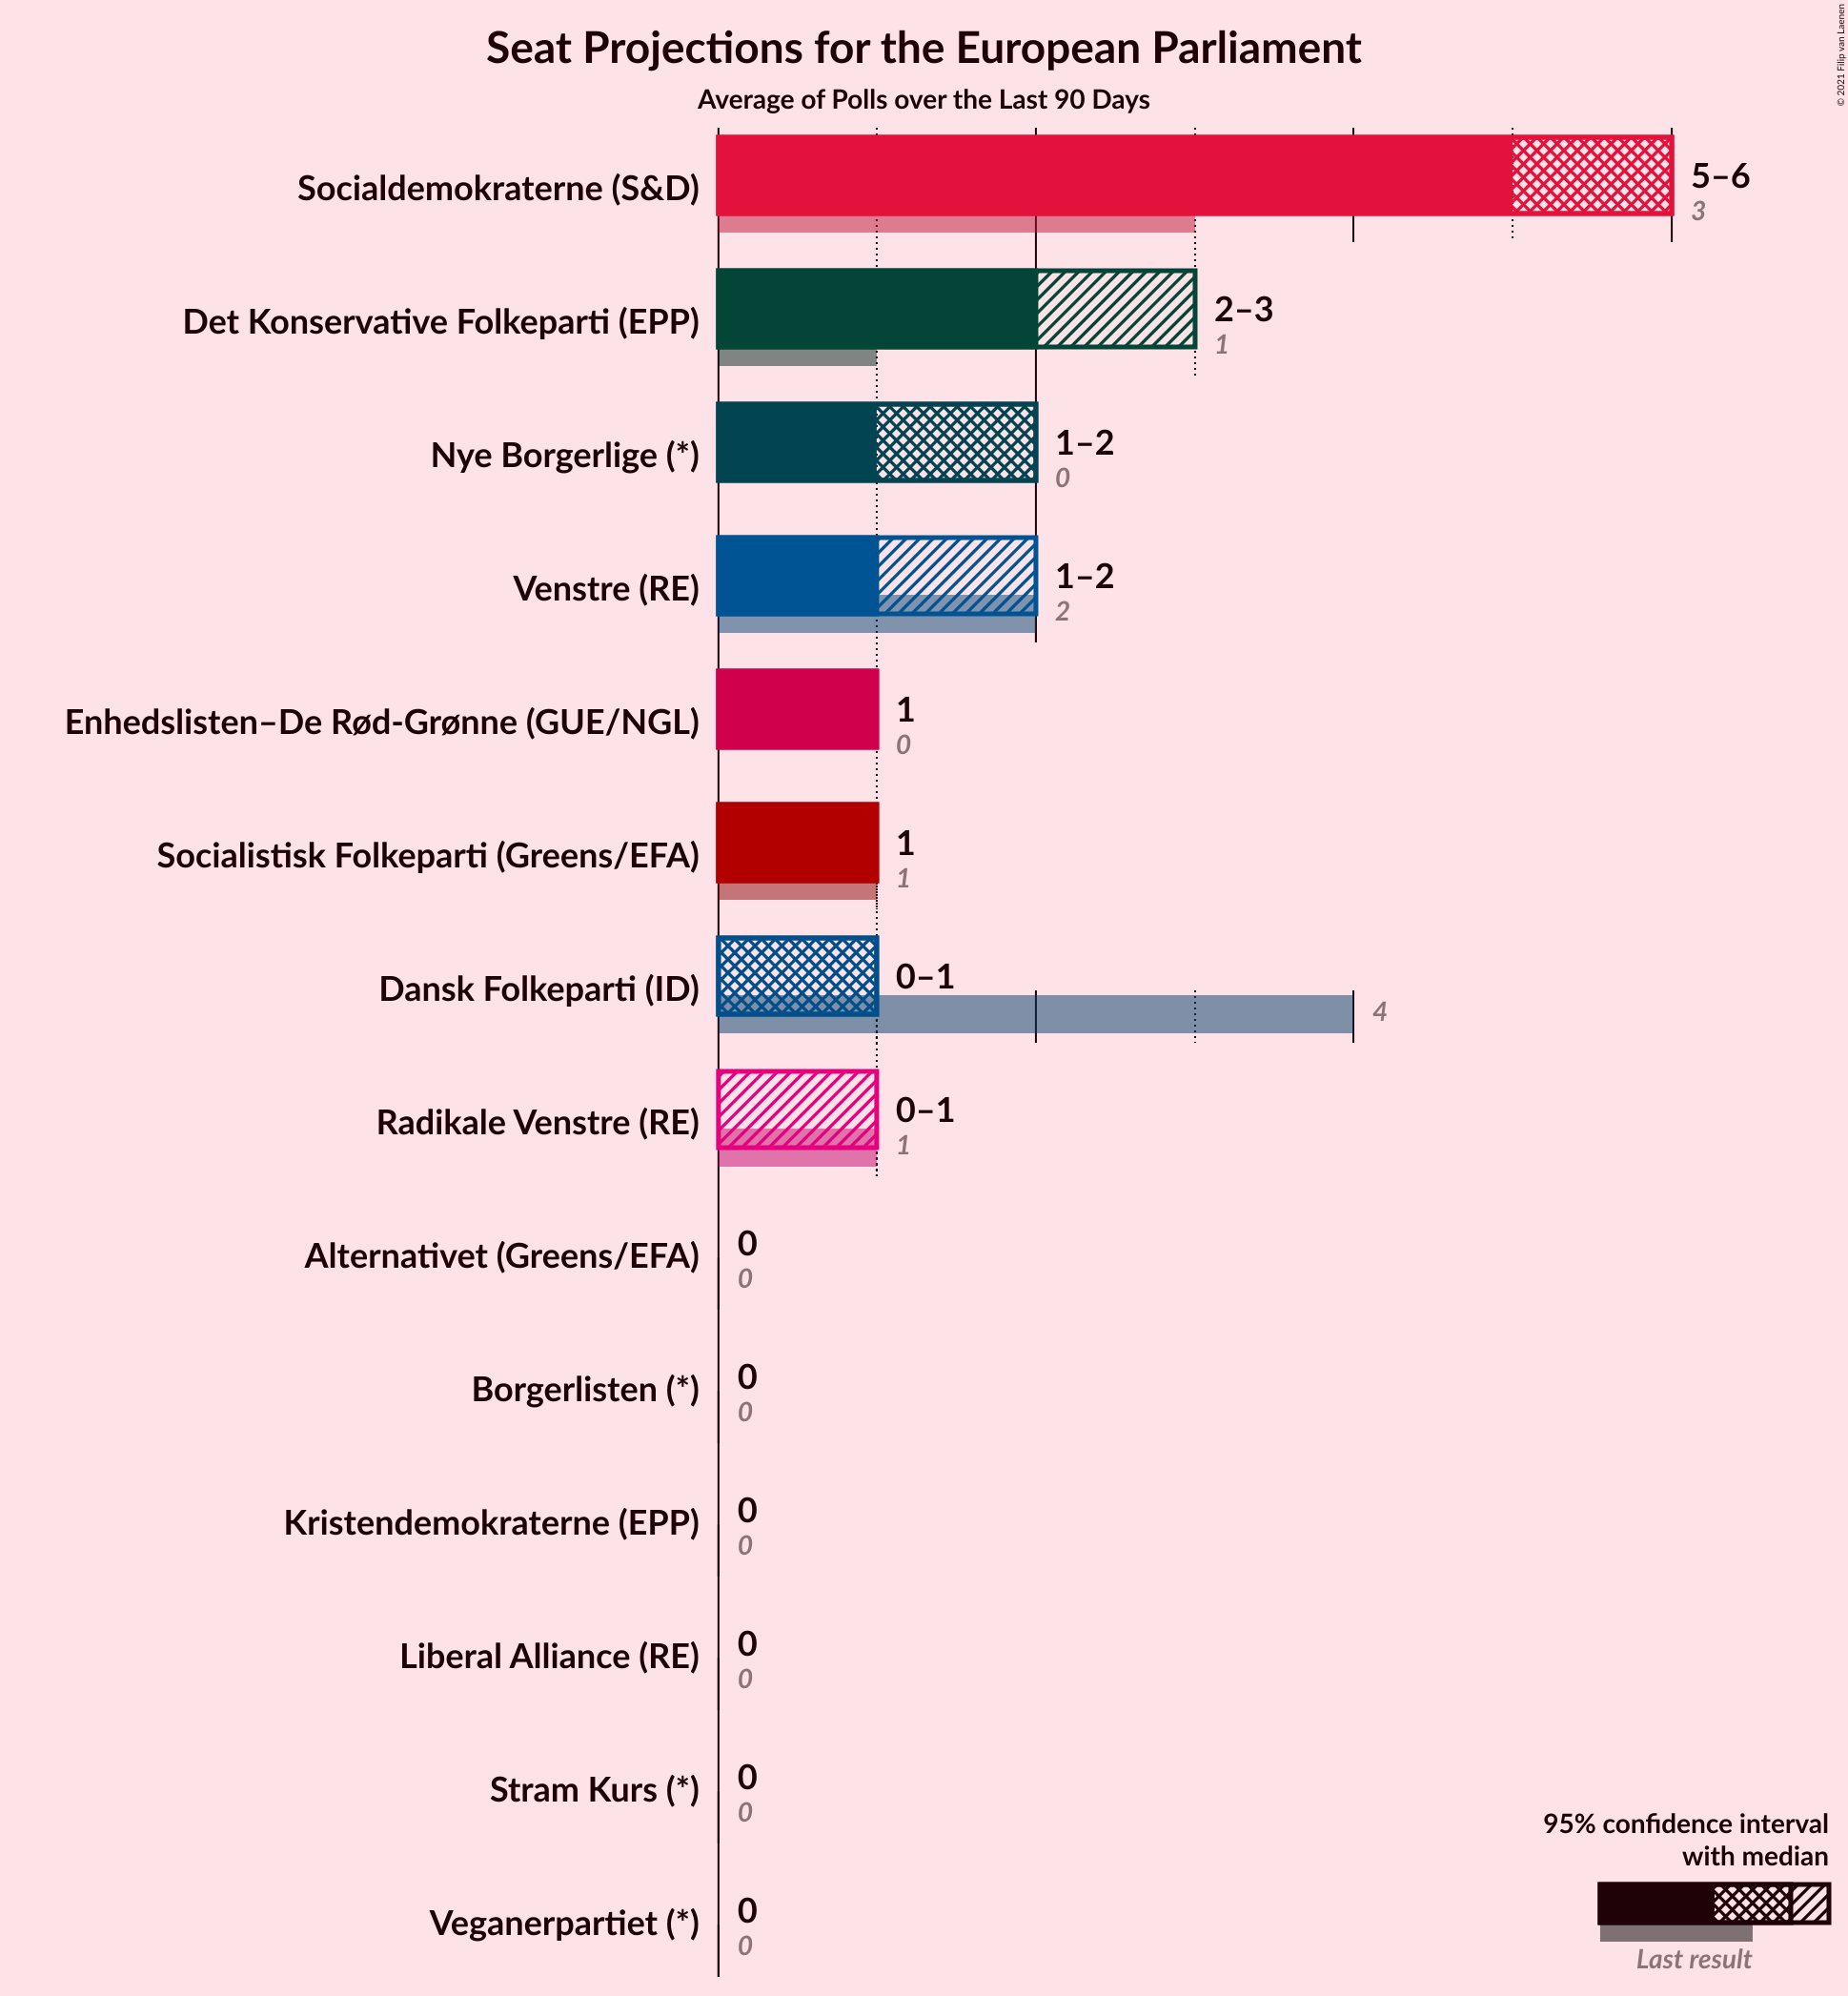 Seat Projections for the European Parliament
Average of Polls over the Last 90 Days
© 2021 Filip van Laenen
Socialdemokraterne (S&D)
5–6
3
Det Konservative Folkeparti (EPP)
2–3
1
Nye Borgerlige (*)
1–2
0
Venstre (RE)
1–2
2
Enhedslisten–De Rød-Grønne (GUE/NGL)
1
0
Socialistisk Folkeparti (Greens/EFA)
1
1
Dansk Folkeparti (ID)
0–1
4
Radikale Venstre (RE)
0–1
1
Alternativet (Greens/EFA)
0
0
Borgerlisten (*)
0
0
Kristendemokraterne (EPP)
0
0
Liberal Alliance (RE)
0
0
Stram Kurs (*)
0
0
Veganerpartiet (*)
0
0
95% confidence interval
with median
Last result